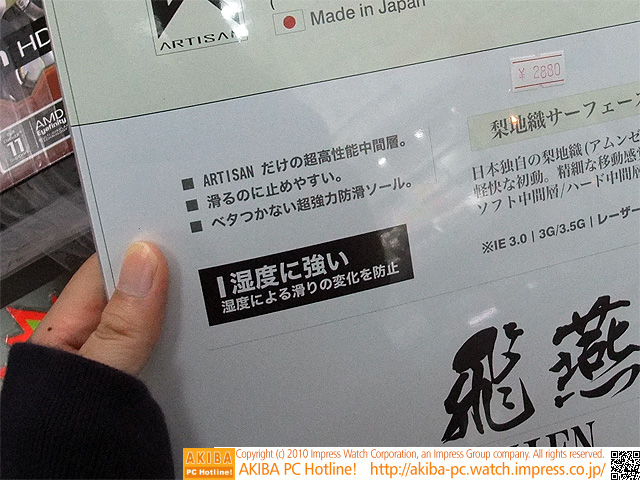 HD
AMD
Eyefinity
11
ARTISAN
Made in Japan
¥ 2880
■ ARTISAN だけの超高性能中間層。
■ 滑るのに止めやすい。
■ ベタつかない超強力防滑ソール。
梨地織サーフェー
日本独自の梨地織(アムンゼ
軽快な初動。精細な移動感
ソフト中間層/ハード中間
※IE 3.0 | 3G/3.5G | レーザー
湿度に強い
湿度による滑りの変化を防止
飛燕
AKIBA
PC Hotline!
Copyright (c) 2010 Impress Watch Corporation, an Impress Group company. All rights reserved.
AKIBA PC Hotline! http://akiba-pc.watch.impress.co.jp/